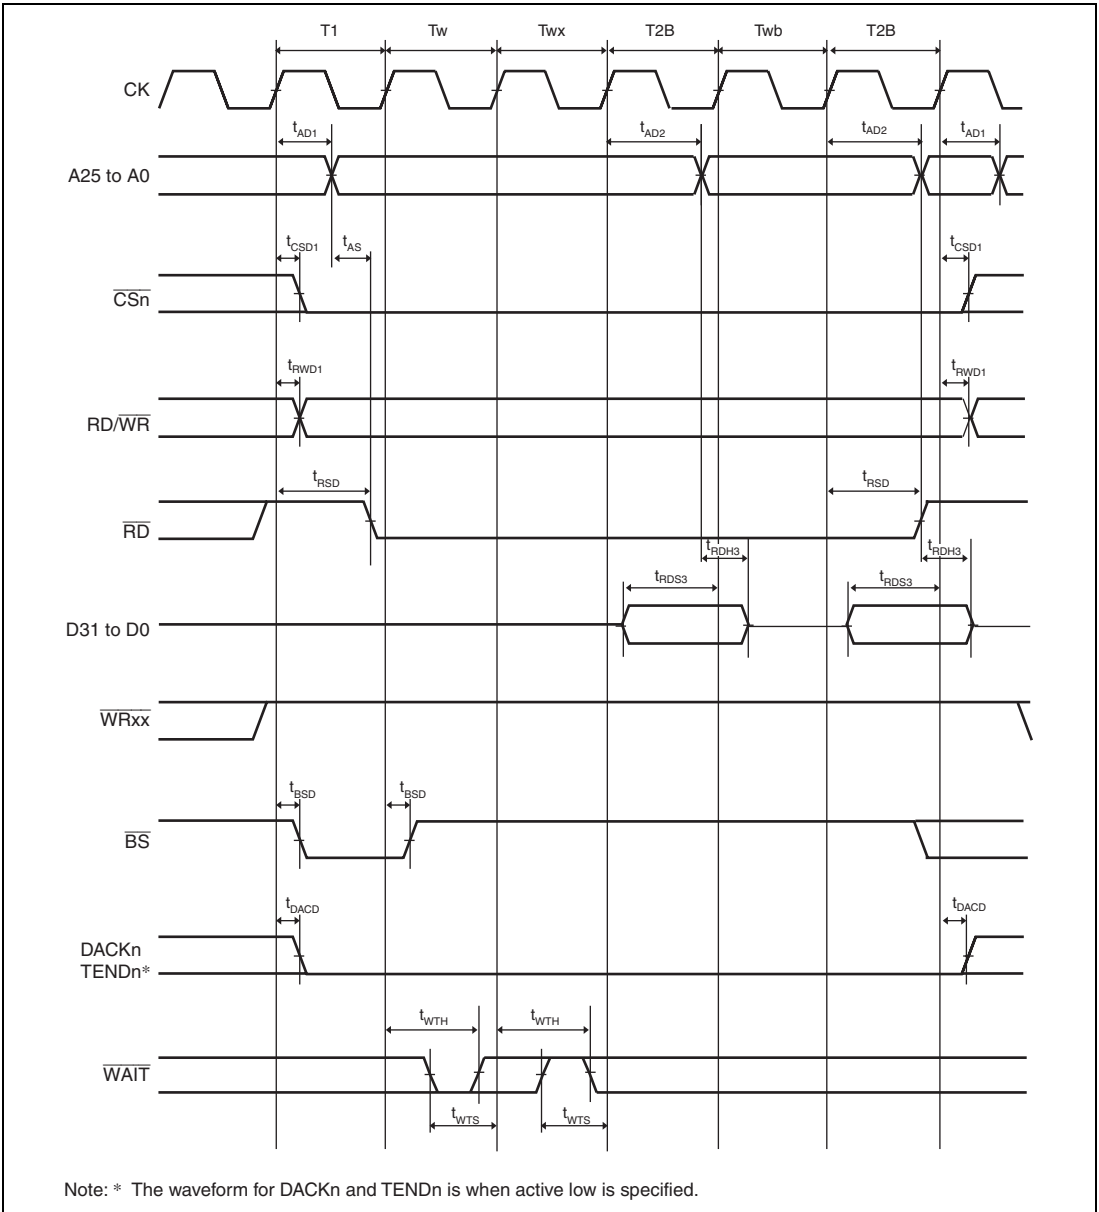 T1 Tw Twx T2B Twb T2B
CK
tAD1 tAD2 tAD2 tAD1
A25 to A0
tCSD1 tAS tCSD1
CSn
tRWD1 tRWD1
RD/WR
tRSD tRSD
RD
tRDH3 tRDH3
tRDS3 tRDS3
D31 to D0
WRxx
tBSD tBSD
BS
tDACD tDACD
DACKn
TENDn*
tWTH tWTH
WAIT
tWTS tWTS
Note: * The waveform for DACKn and TENDn is when active low is specified.